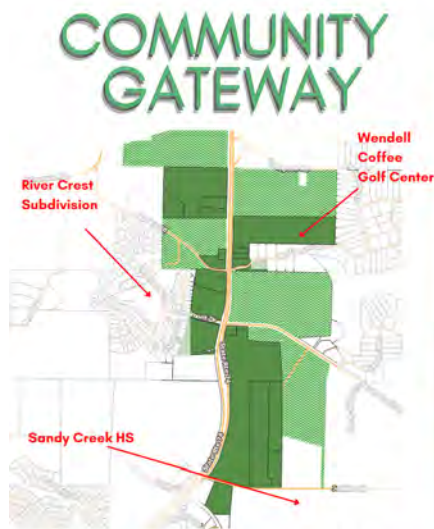 COMMUNITY
GATEWAY
Wendell
Coffee
Golf Center
River Crest
Subdivision
Sandy Creek HS